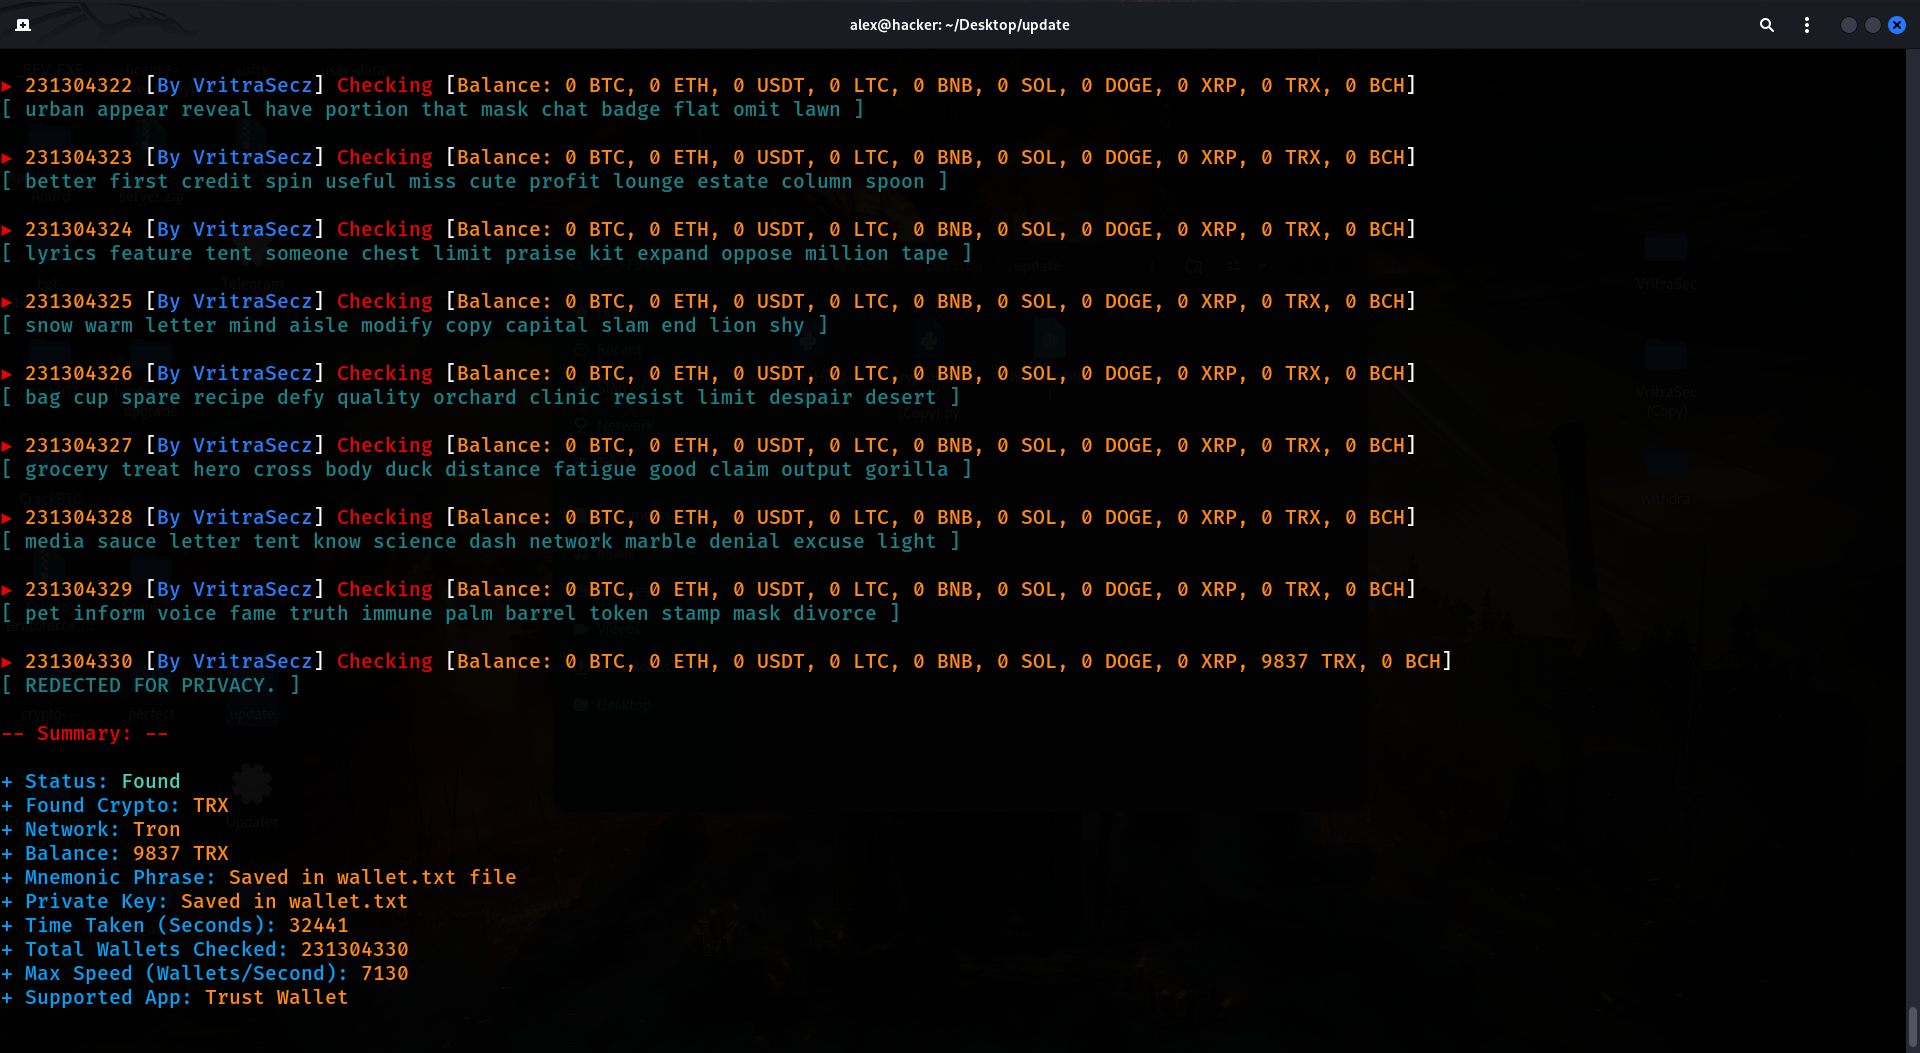 alex@hacker: ~/Desktop/update
▶ 231304322 [By VritraSecz] Checking [Balance: 0 BTC, 0 ETH, 0 USDT, 0 LTC, 0 BNB, 0 SOL, 0 DOGE, 0 XRP, 0 TRX, 0 BCH]
[ urban appear reveal have portion that mask chat badge flat omit lawn ]
▶ 231304323 [By VritraSecz] Checking [Balance: 0 BTC, 0 ETH, 0 USDT, 0 LTC, 0 BNB, 0 SOL, 0 DOGE, 0 XRP, 0 TRX, 0 BCH]
[ better first credit spin useful miss cute profit lounge estate column spoon ]
▶ 231304324 [By VritraSecz] Checking [Balance: 0 BTC, 0 ETH, 0 USDT, 0 LTC, 0 BNB, 0 SOL, 0 DOGE, 0 XRP, 0 TRX, 0 BCH]
[ lyrics feature tent someone chest limit praise kit expand oppose million tape ]
▶ 231304325 [By VritraSecz] Checking [Balance: 0 BTC, 0 ETH, 0 USDT, 0 LTC, 0 BNB, 0 SOL, 0 DOGE, 0 XRP, 0 TRX, 0 BCH]
[ snow warm letter mind aisle modify copy capital slam end lion shy ]
▶ 231304326 [By VritraSecz] Checking [Balance: 0 BTC, 0 ETH, 0 USDT, 0 LTC, 0 BNB, 0 SOL, 0 DOGE, 0 XRP, 0 TRX, 0 BCH]
[ bag cup spare recipe defy quality orchard clinic resist limit despair desert ]
▶ 231304327 [By VritraSecz] Checking [Balance: 0 BTC, 0 ETH, 0 USDT, 0 LTC, 0 BNB, 0 SOL, 0 DOGE, 0 XRP, 0 TRX, 0 BCH]
[ grocery treat hero cross body duck distance fatigue good claim output gorilla ]
▶ 231304328 [By VritraSecz] Checking [Balance: 0 BTC, 0 ETH, 0 USDT, 0 LTC, 0 BNB, 0 SOL, 0 DOGE, 0 XRP, 0 TRX, 0 BCH]
[ media sauce letter tent know science dash network marble denial excuse light ]
▶ 231304329 [By VritraSecz] Checking [Balance: 0 BTC, 0 ETH, 0 USDT, 0 LTC, 0 BNB, 0 SOL, 0 DOGE, 0 XRP, 0 TRX, 0 BCH]
[ pet inform voice fame truth immune palm barrel token stamp mask divorce ]
▶ 231304330 [By VritraSecz] Checking [Balance: 0 BTC, 0 ETH, 0 USDT, 0 LTC, 0 BNB, 0 SOL, 0 DOGE, 0 XRP, 9837 TRX, 0 BCH]
[ REDECTED FOR PRIVACY. ]
-- Summary: --
+ Status: Found
+ Found Crypto: TRX
+ Network: Tron
+ Balance: 9837 TRX
+ Mnemonic Phrase: Saved in wallet.txt file
+ Private Key: Saved in wallet.txt
+ Time Taken (Seconds): 32441
+ Total Wallets Checked: 231304330
+ Max Speed (Wallets/Second): 7130
+ Supported App: Trust Wallet
VritraSec
VritraSec
(Copy)
Recent
Network
Videos
Desktop
Telegram
perfect
update
Updater